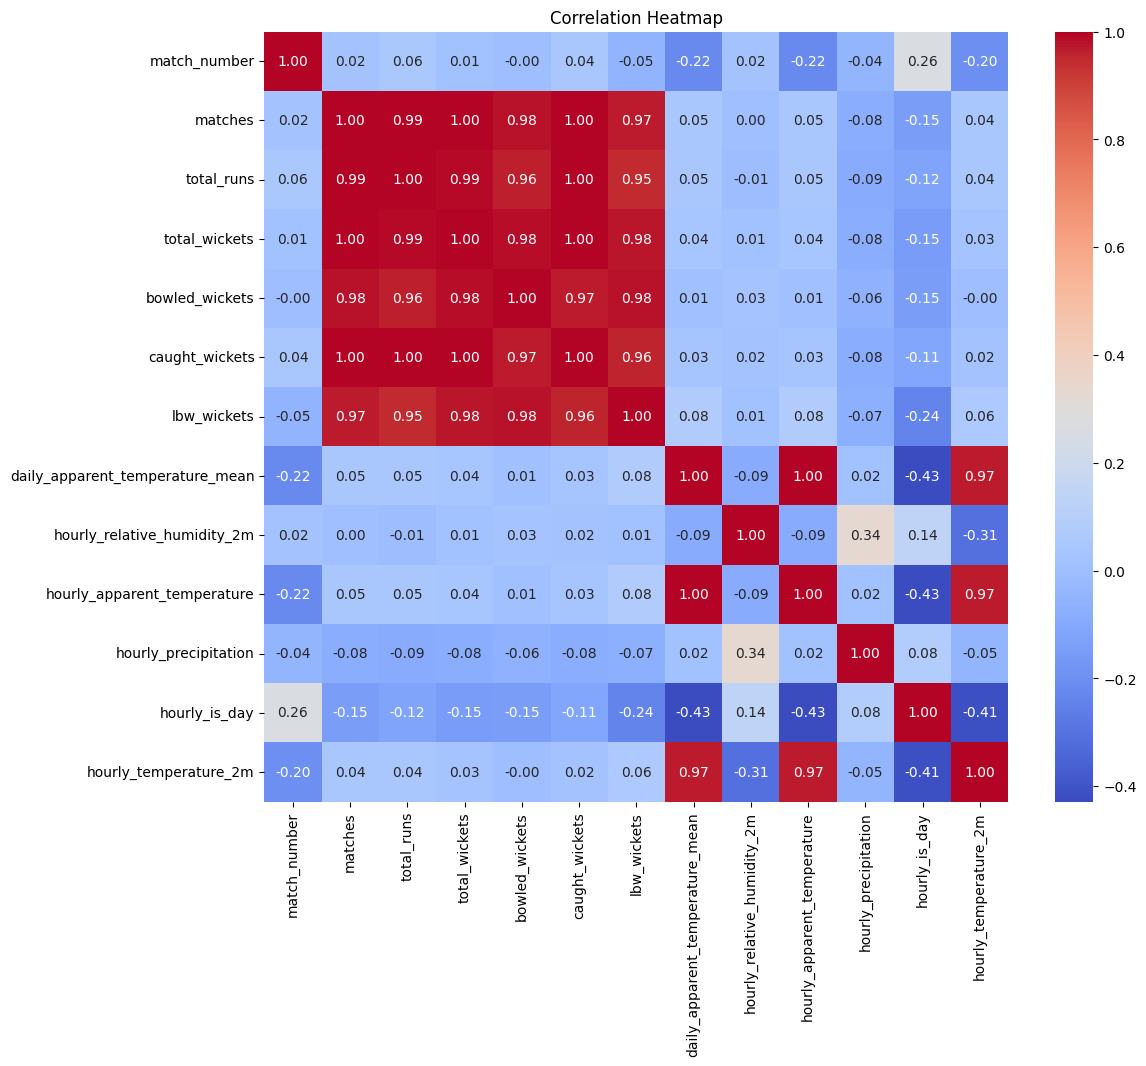 Correlation Heatmap
match_number 1.00 0.02 0.06 0.01 -0.00 0.04 -0.05 -0.22 0.02 -0.22 -0.04 0.26 -0.20
matches 0.02 1.00 0.99 1.00 0.98 1.00 0.97 0.05 0.00 0.05 -0.08 -0.15 0.04
total_runs 0.06 0.99 1.00 0.99 0.96 1.00 0.95 0.05 -0.01 0.05 -0.09 -0.12 0.04
total_wickets 0.01 1.00 0.99 1.00 0.98 1.00 0.98 0.04 0.01 0.04 -0.08 -0.15 0.03
bowled_wickets -0.00 0.98 0.96 0.98 1.00 0.97 0.98 0.01 0.03 0.01 -0.06 -0.15 -0.00
caught_wickets 0.04 1.00 1.00 1.00 0.97 1.00 0.96 0.03 0.02 0.03 -0.08 -0.11 0.02
lbw_wickets -0.05 0.97 0.95 0.98 0.98 0.96 1.00 0.08 0.01 0.08 -0.07 -0.24 0.06
daily_apparent_temperature_mean -0.22 0.05 0.05 0.04 0.01 0.03 0.08 1.00 -0.09 1.00 0.02 -0.43 0.97
hourly_relative_humidity_2m 0.02 0.00 -0.01 0.01 0.03 0.02 0.01 -0.09 1.00 -0.09 0.34 0.14 -0.31
hourly_apparent_temperature -0.22 0.05 0.05 0.04 0.01 0.03 0.08 1.00 -0.09 1.00 0.02 -0.43 0.97
hourly_precipitation -0.04 -0.08 -0.09 -0.08 -0.06 -0.08 -0.07 0.02 0.34 0.02 1.00 0.08 -0.05
hourly_is_day 0.26 -0.15 -0.12 -0.15 -0.15 -0.11 -0.24 -0.43 0.14 -0.43 0.08 1.00 -0.41
hourly_temperature_2m -0.20 0.04 0.04 0.03 -0.00 0.02 0.06 0.97 -0.31 0.97 -0.05 -0.41 1.00
match_number
matches
total_runs
total_wickets
bowled_wickets
caught_wickets
lbw_wickets
daily_apparent_temperature_mean
hourly_relative_humidity_2m
hourly_apparent_temperature
hourly_precipitation
hourly_is_day
hourly_temperature_2m
1.0
0.8
0.6
0.4
0.2
0.0
−0.2
−0.4